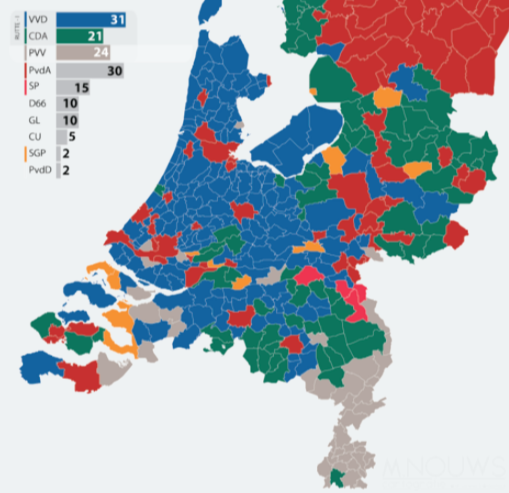 VVD 31
CDA 21
PVV 24
PvdA 30
SP 15
D66 10
GL 10
CU 5
SGP 2
PvdD 2
NOUWS